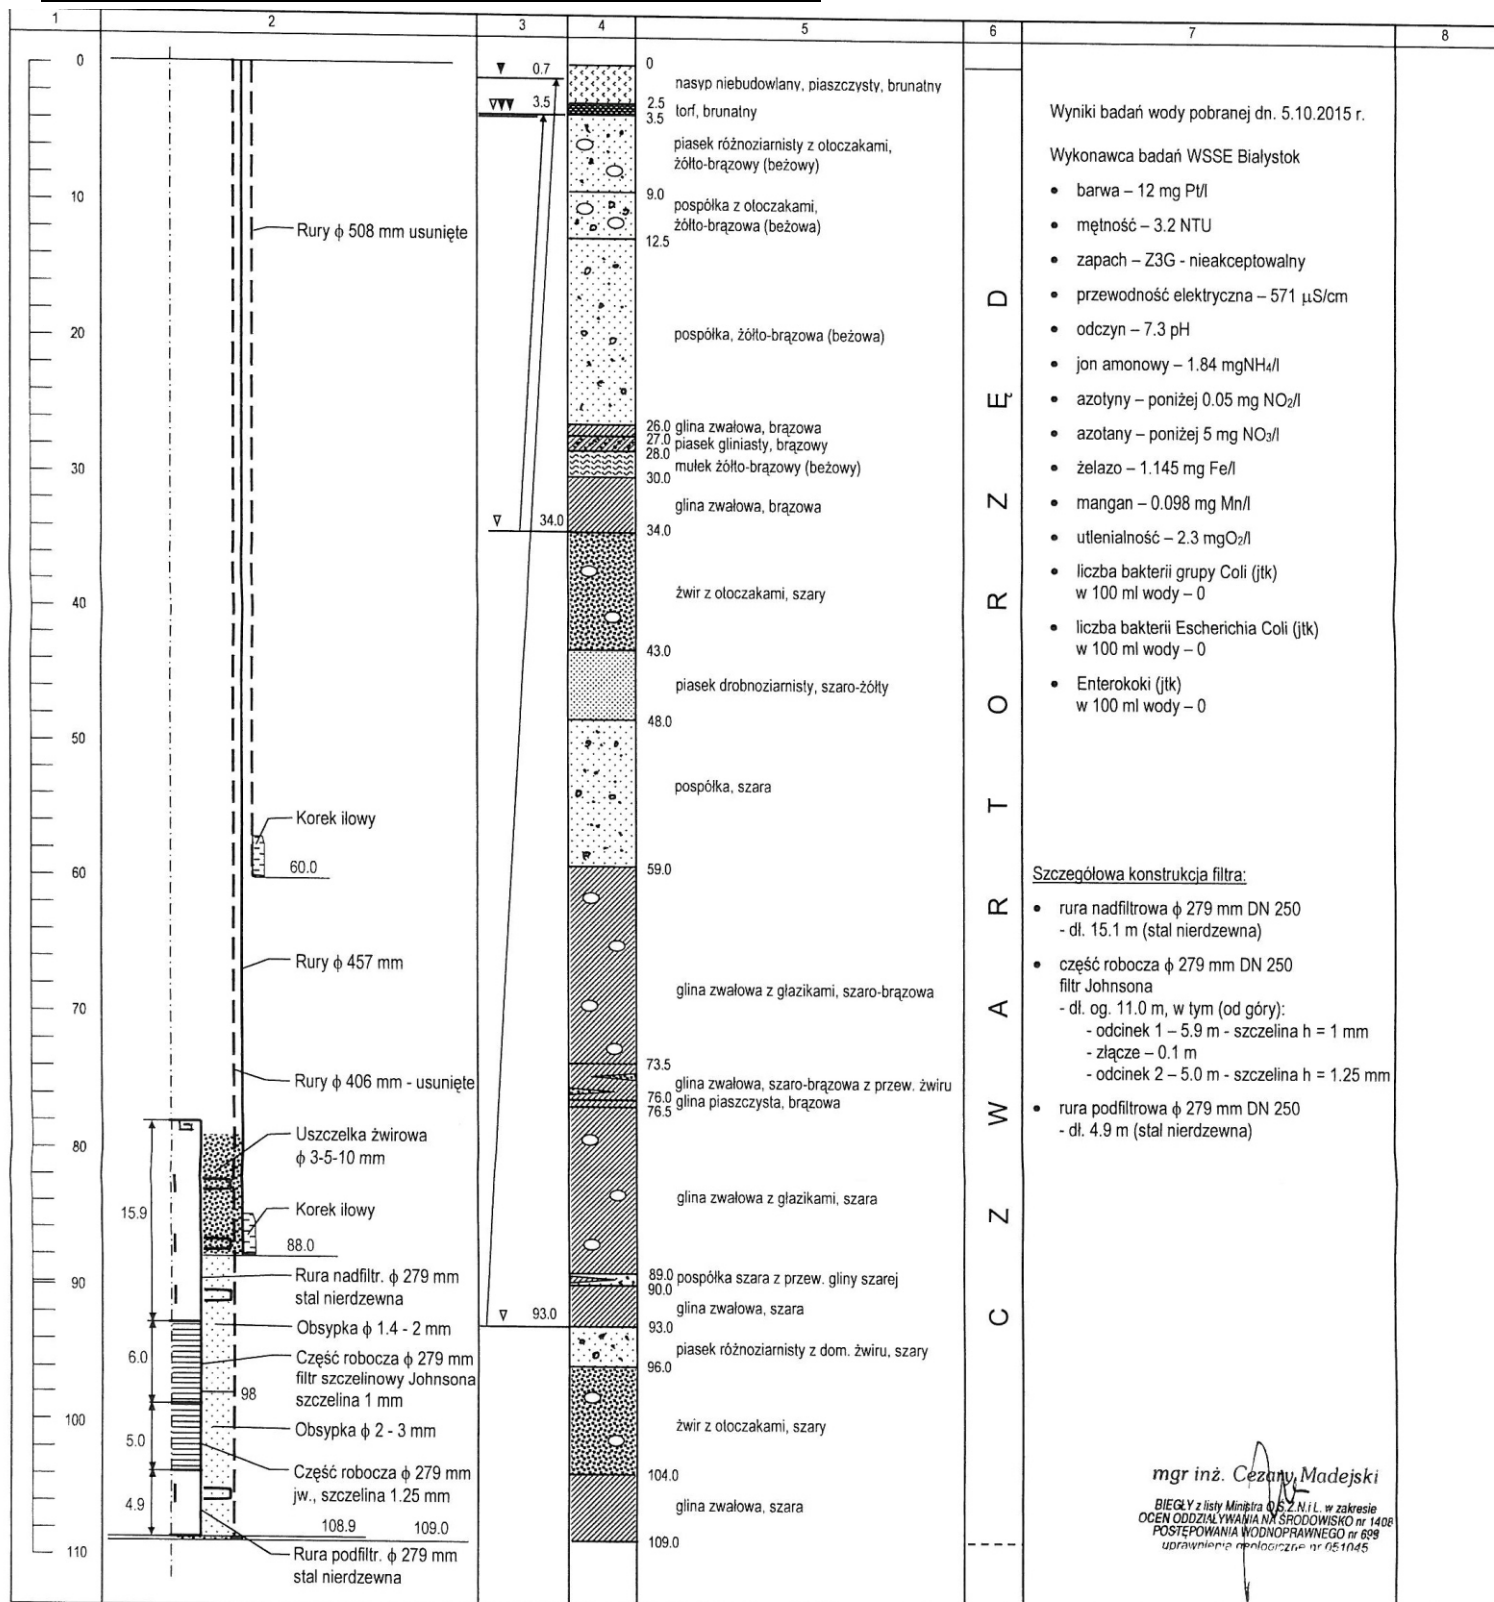 1 2 3 4 5 6 7 8
0
10
20
30
40
50
60
70
80
90
100
110
Rury ϕ 508 mm usunięte
Korek iłowy
60.0
Rury ϕ 457 mm
Rury ϕ 406 mm - usunięte
Uszczelka żwirowa
ϕ 3-5-10 mm
15.9
Korek iłowy
88.0
Rura nadfiltr. ϕ 279 mm
stal nierdzewna
Obsypka ϕ 1.4 - 2 mm
6.0
Część robocza ϕ 279 mm
filtr szczelinowy Johnsona
szczelina 1 mm
98
Obsypka ϕ 2 - 3 mm
5.0
Część robocza ϕ 279 mm
jw., szczelina 1.25 mm
4.9
108.9 109.0
Rura podfiltr. ϕ 279 mm
stal nierdzewna
0.7
3.5
34.0
93.0
0
nasyp niebudowlany, piaszczysty, brunatny
2.5
torf, brunatny
3.5
piasek różnoziarnisty z otoczakami,
żółto-brązowy (beżowy)
9.0
pospółka z otoczakami,
żółto-brązowa (beżowa)
12.5
pospółka, żółto-brązowa (beżowa)
26.0 glina zwałowa, brązowa
27.0 piasek gliniasty, brązowy
28.0
mułek żółto-brązowy (beżowy)
30.0
glina zwałowa, brązowa
34.0
żwir z otoczakami, szary
43.0
piasek drobnoziarnisty, szaro-żółty
48.0
pospółka, szara
59.0
glina zwałowa z głazikami, szaro-brązowa
73.5
glina zwałowa, szaro-brązowa z przew. żwiru
76.0 glina piaszczysta, brązowa
76.5
glina zwałowa z głazikami, szara
89.0 pospółka szara z przew. gliny szarej
90.0
glina zwałowa, szara
93.0
piasek różnoziarnisty z dom. żwiru, szary
96.0
żwir z otoczakami, szary
104.0
glina zwałowa, szara
109.0
C Z W A R T O R Z Ę D
Wyniki badań wody pobranej dn. 5.10.2015 r.
Wykonawca badań WSSE Białystok
• barwa – 12 mg Pt/l
• mętność – 3.2 NTU
• zapach – Z3G - nieakceptowalny
• przewodność elektryczna – 571 µS/cm
• odczyn – 7.3 pH
• jon amonowy – 1.84 mgNH₄/l
• azotyny – poniżej 0.05 mg NO₂/l
• azotany – poniżej 5 mg NO₃/l
• żelazo – 1.145 mg Fe/l
• mangan – 0.098 mg Mn/l
• utlenialność – 2.3 mgO₂/l
• liczba bakterii grupy Coli (jtk)
w 100 ml wody – 0
• liczba bakterii Escherichia Coli (jtk)
w 100 ml wody – 0
• Enterokoki (jtk)
w 100 ml wody – 0
Szczegółowa konstrukcja filtra:
• rura nadfiltrowa ϕ 279 mm DN 250
- dł. 15.1 m (stal nierdzewna)
• część robocza ϕ 279 mm DN 250
filtr Johnsona
- dł. og. 11.0 m, w tym (od góry):
- odcinek 1 – 5.9 m - szczelina h = 1 mm
- złącze – 0.1 m
- odcinek 2 – 5.0 m - szczelina h = 1.25 mm
• rura podfiltrowa ϕ 279 mm DN 250
- dł. 4.9 m (stal nierdzewna)
mgr inż. Cezary Madejski
BIEGŁY z listy Ministra O.Ś.Z.N.i L. w zakresie
OCEN ODDZIAŁYWANIA NA ŚRODOWISKO nr 1408
POSTĘPOWANIA WODNOPRAWNEGO nr 699
uprawnienia geologiczne nr 051045